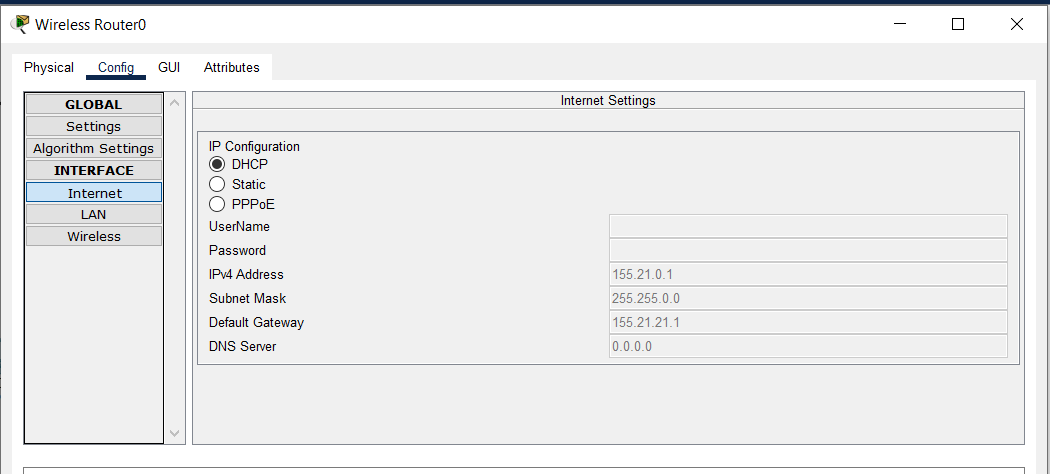 Wireless Router0
Physical Config GUI Attributes
GLOBAL
Settings
Algorithm Settings
INTERFACE
Internet
LAN
Wireless
Internet Settings
IP Configuration
DHCP
Static
PPPoE
UserName
Password
IPv4 Address 155.21.0.1
Subnet Mask 255.255.0.0
Default Gateway 155.21.21.1
DNS Server 0.0.0.0